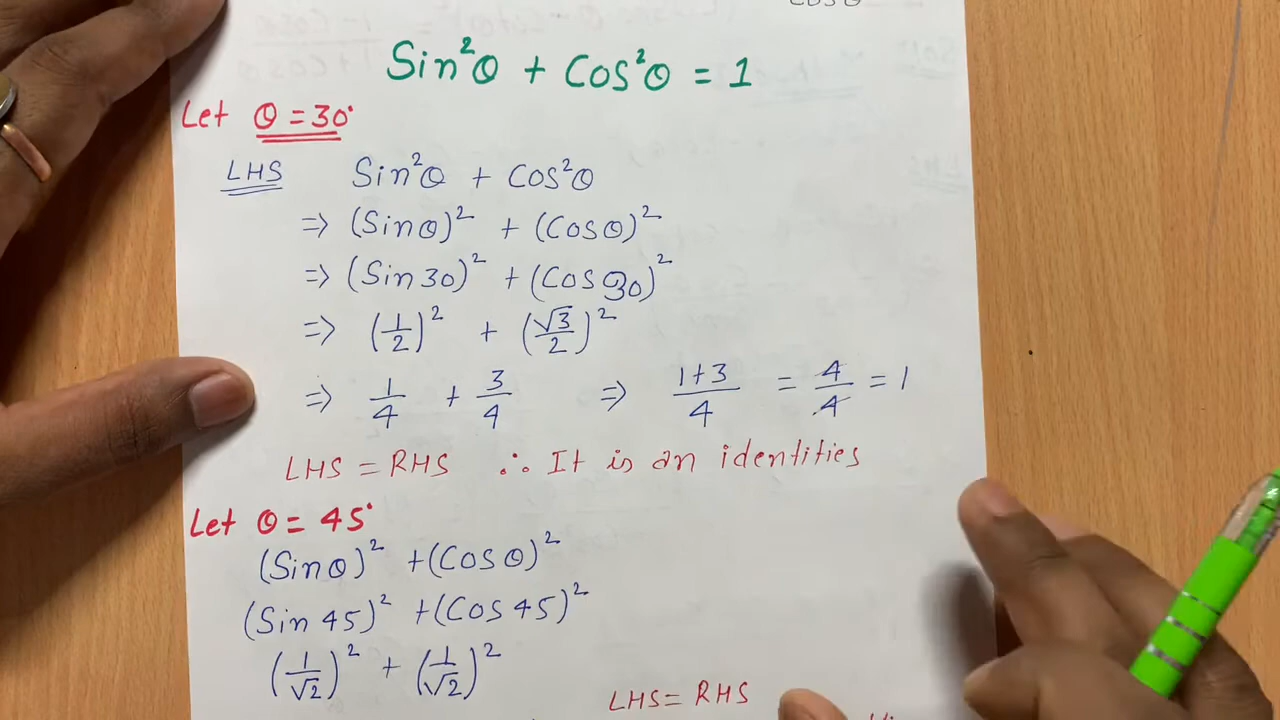 Cosθ
Sin²θ + Cos²θ = 1
Let θ = 30°
LHS Sin²θ + Cos²θ
=> (Sinθ)² + (Cosθ)²
=> (Sin 30)² + (Cos 30)²
=> (1/2)² + (√3/2)²
=> 1/4 + 3/4 => 1+3/4 = 4/4 = 1
LHS = RHS ∴ It is an identities
Let θ = 45°
(Sinθ)² + (Cosθ)²
(Sin 45)² + (Cos 45)²
(1/√2)² + (1/√2)²
LHS = RHS